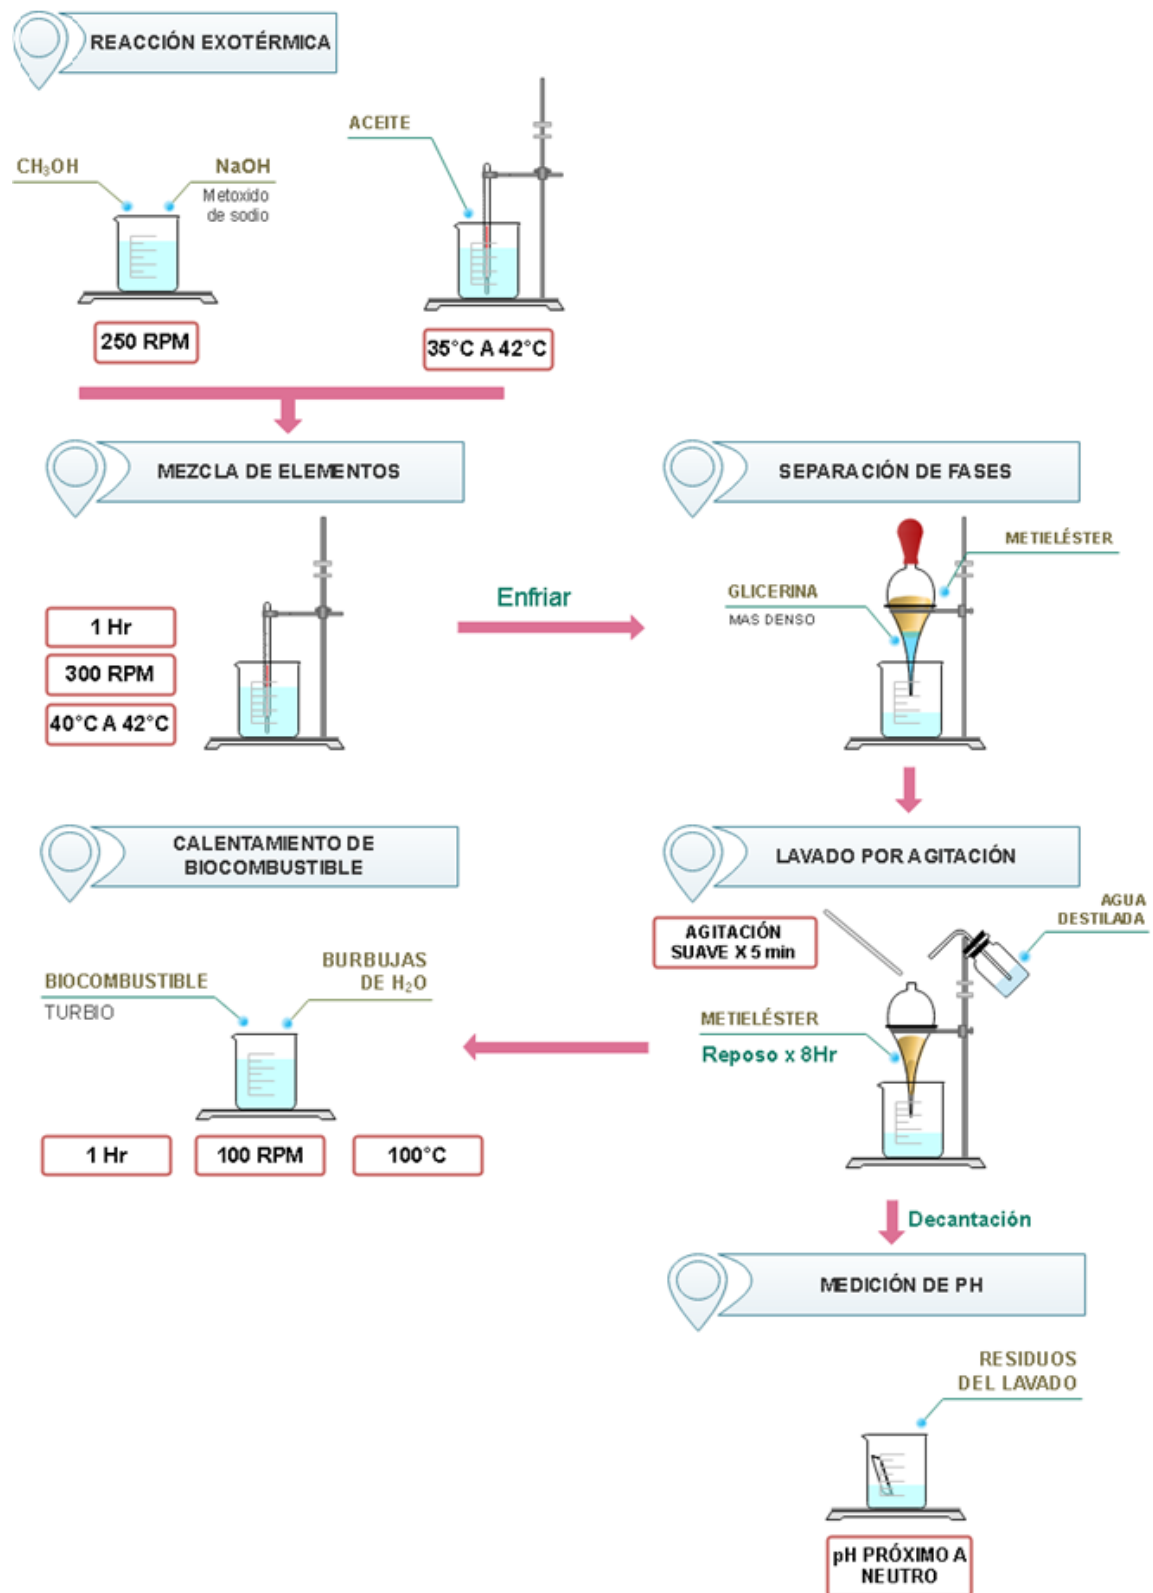 REACCIÓN EXOTÉRMICA
CH₃OH
NaOH
Metoxido
de sodio
ACEITE
250 RPM
35°C A 42°C
MEZCLA DE ELEMENTOS
1 Hr
300 RPM
40°C A 42°C
Enfriar
SEPARACIÓN DE FASES
METIELÉSTER
GLICERINA
MAS DENSO
LAVADO POR AGITACIÓN
AGITACIÓN
SUAVE X 5 min
AGUA
DESTILADA
METIELÉSTER
Reposo x 8Hr
CALENTAMIENTO DE
BIOCOMBUSTIBLE
BIOCOMBUSTIBLE
TURBIO
BURBUJAS
DE H₂O
1 Hr
100 RPM
100°C
Decantación
MEDICIÓN DE PH
RESIDUOS
DEL LAVADO
pH PRÓXIMO A
NEUTRO